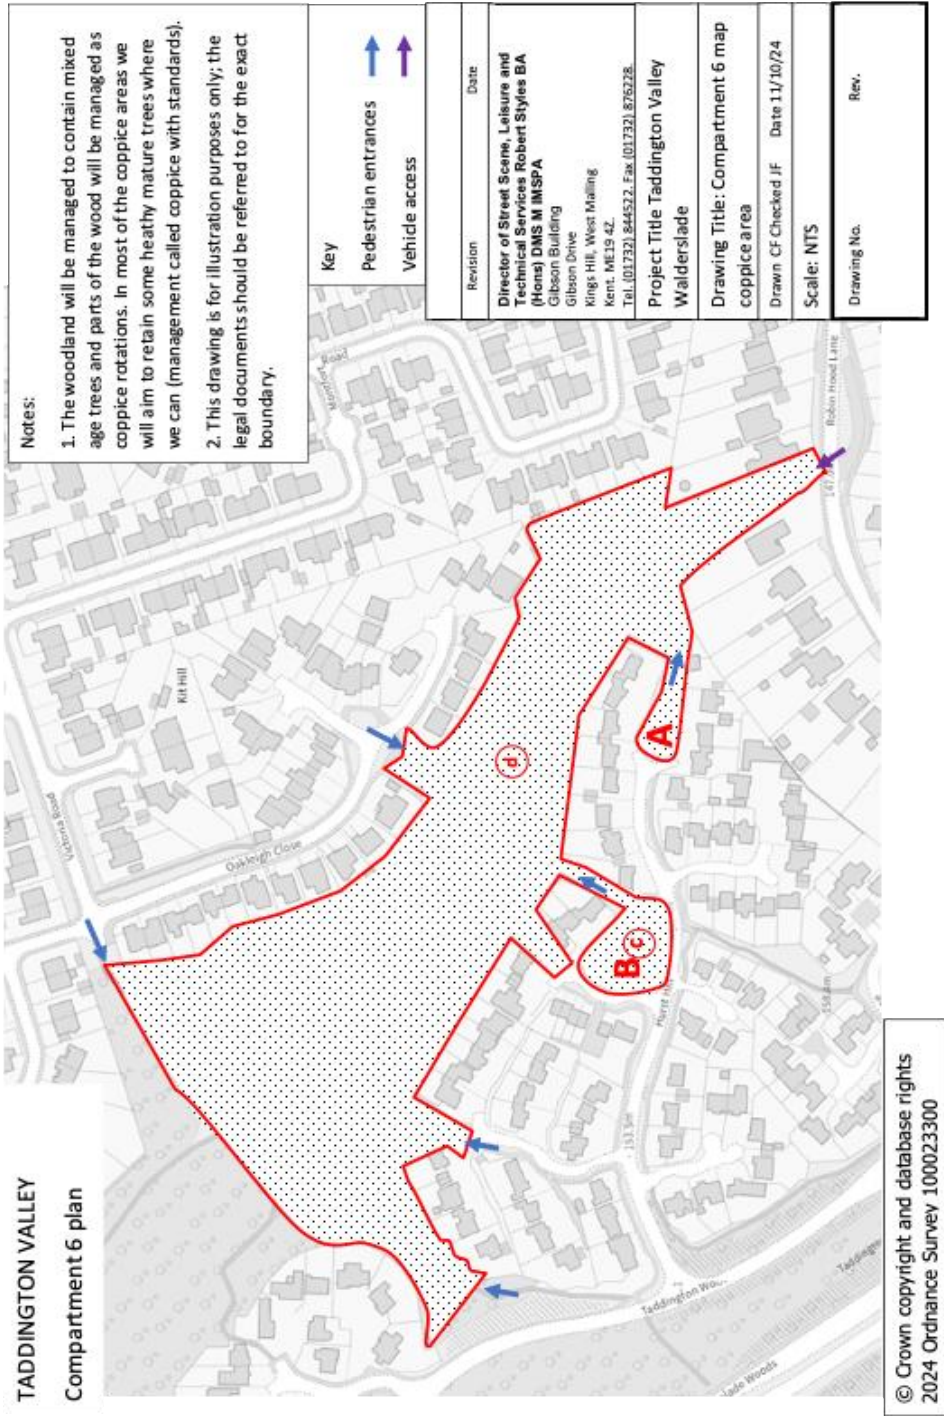 TADDINGTON VALLEY
Compartment 6 plan
Notes:
1. The woodland will be managed to contain mixed
age trees and parts of the wood will be managed as
coppice rotations. In most of the coppice areas we
will aim to retain some heathy mature trees where
we can (management called coppice with standards).
2. This drawing is for illustration purposes only; the
legal documents should be referred to for the exact
boundary.
Key
Pedestrian entrances
Vehicle access
Revision Date
Director of Street Scene, Leisure and
Technical Services Robert Styles BA
(Hons) DMS M IMSPA
Gibson Building
Gibson Drive
Kings Hill, West Malling
Kent. ME19 4Z.
Tel. (01732) 844522. Fax (01732) 876228.
Project Title Taddington Valley
Walderslade
Drawing Title: Compartment 6 map
coppice area
Drawn CF Checked JF Date 11/10/24
Scale: NTS
Drawing No. Rev.
Victoria Road
Kit Hill
Oakleigh Close
Road
d
A
B
c
Robin Hood Lane
153.5m
158.8m
Taddington
Woods
© Crown copyright and database rights
2024 Ordnance Survey 100023300